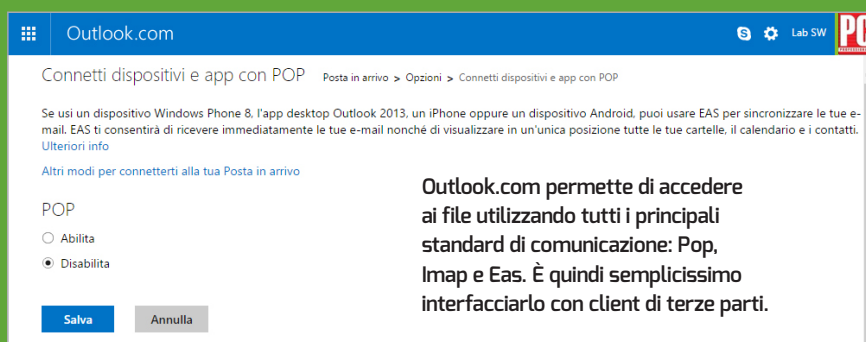 Outlook.com
Lab SW
Connetti dispositivi e app con POP Posta in arrivo > Opzioni > Connetti dispositivi e app con POP
Se usi un dispositivo Windows Phone 8, l'app desktop Outlook 2013, un iPhone oppure un dispositivo Android, puoi usare EAS per sincronizzare le tue e-
mail. EAS ti consentirà di ricevere immediatamente le tue e-mail nonché di visualizzare in un'unica posizione tutte le tue cartelle, il calendario e i contatti.
Ulteriori info
Altri modi per connetterti alla tua Posta in arrivo
POP
Abilita
Disabilita
Salva Annulla
Outlook.com permette di accedere
ai file utilizzando tutti i principali
standard di comunicazione: Pop,
Imap e Eas. È quindi semplicissimo
interfacciarlo con client di terze parti.